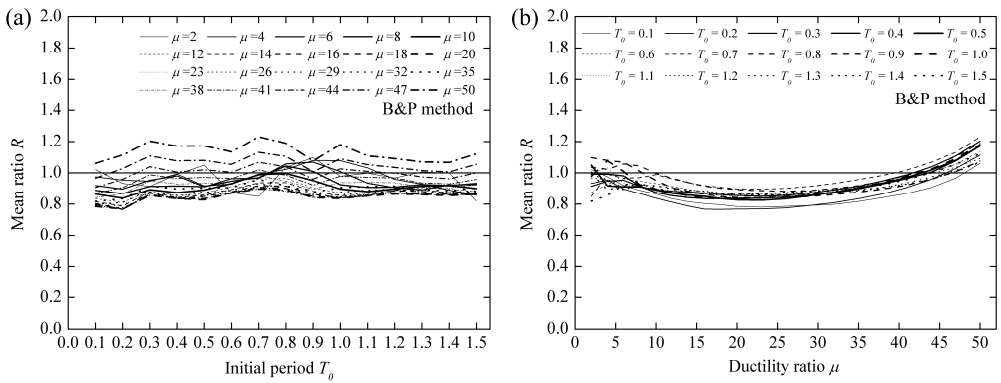 (a)
2.0
1.8
1.6
1.4
1.2
1.0
0.8
0.6
0.4
0.2
0.0
Mean ratio R
μ=2 μ=4 μ=6 μ=8 μ=10
μ=12 μ=14 μ=16 μ=18 μ=20
μ=23 μ=26 μ=29 μ=32 μ=35
μ=38 μ=41 μ=44 μ=47 μ=50
B&P method
0.0 0.1 0.2 0.3 0.4 0.5 0.6 0.7 0.8 0.9 1.0 1.1 1.2 1.3 1.4 1.5
Initial period T0
(b)
2.0
1.8
1.6
1.4
1.2
1.0
0.8
0.6
0.4
0.2
0.0
Mean ratio R
T0 = 0.1 T0 = 0.2 T0 = 0.3 T0 = 0.4 T0 = 0.5
T0 = 0.6 T0 = 0.7 T0 = 0.8 T0 = 0.9 T0 = 1.0
T0 = 1.1 T0 = 1.2 T0 = 1.3 T0 = 1.4 T0 = 1.5
B&P method
0 5 10 15 20 25 30 35 40 45 50
Ductility ratio μ